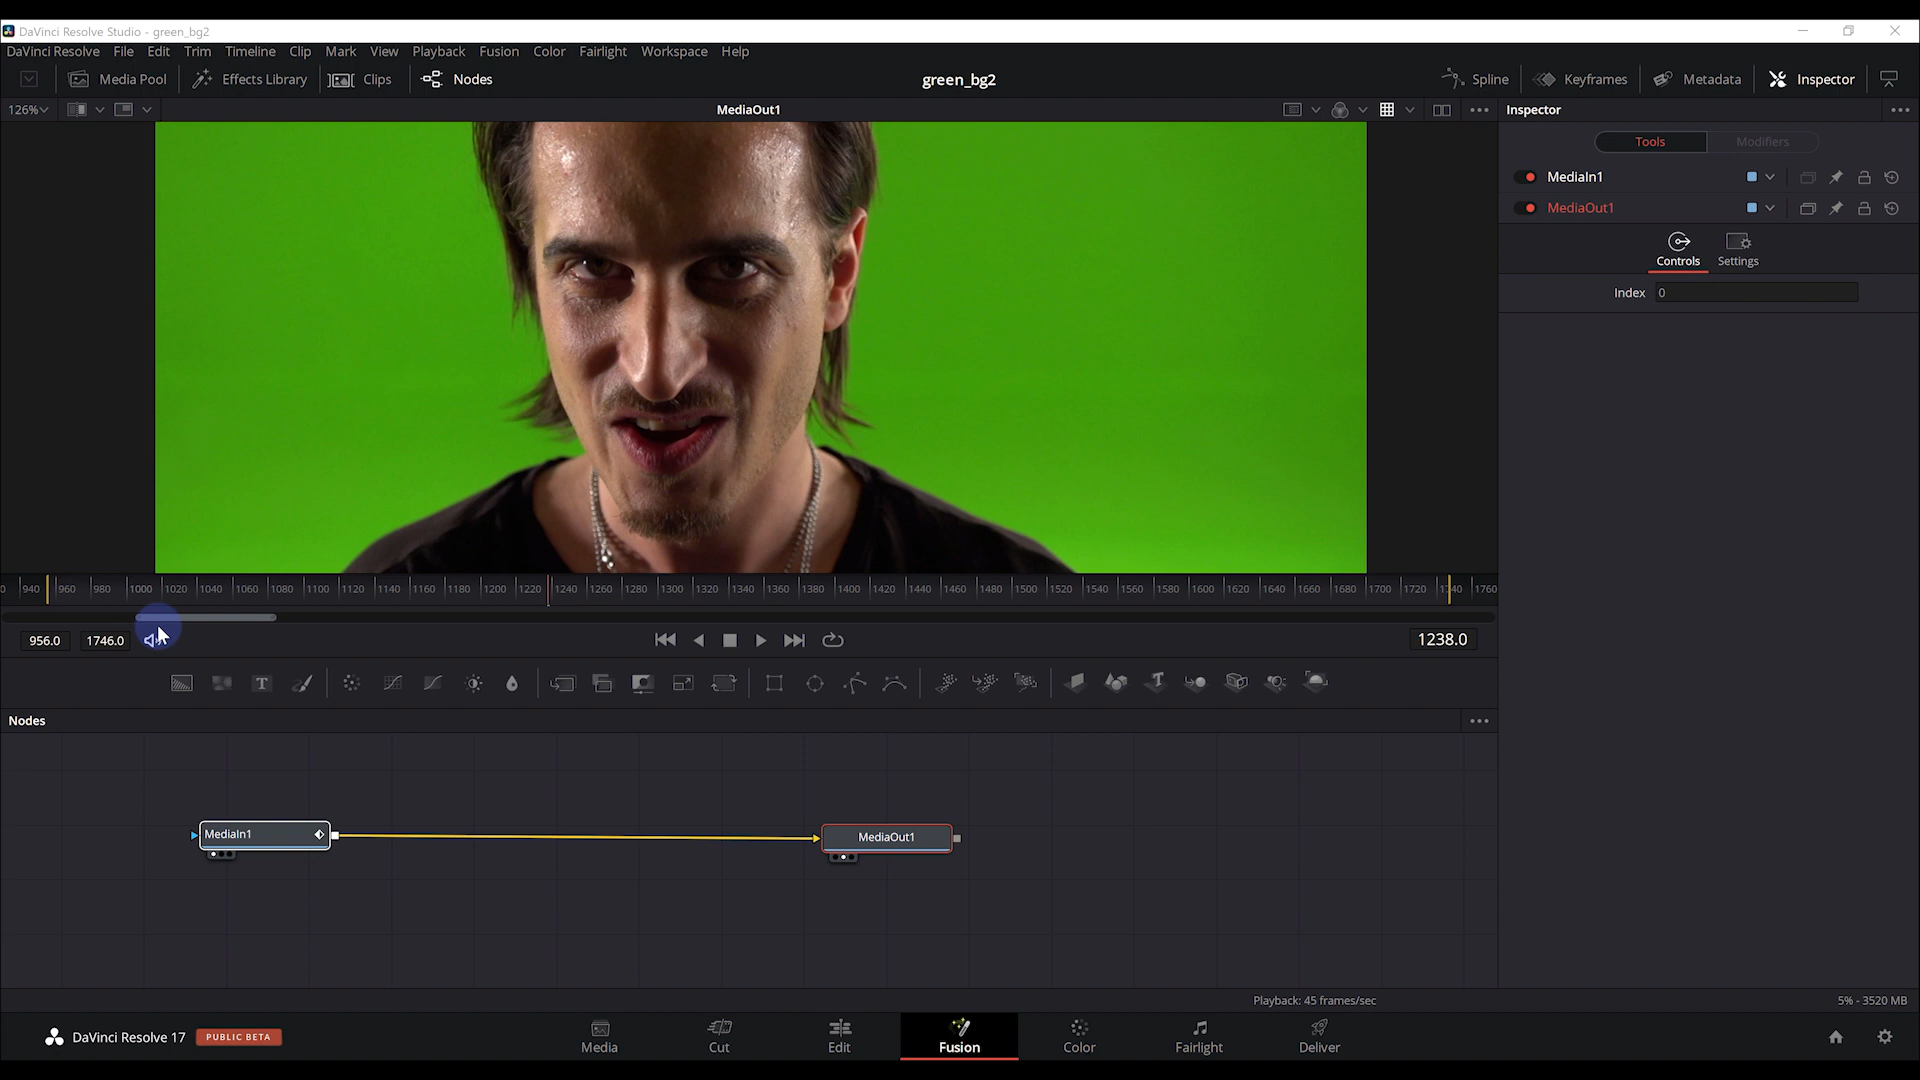 DaVinci Resolve Studio - green_bg2
DaVinci Resolve File Edit Trim Timeline Clip Mark View Playback Fusion Color Fairlight Workspace Help
Media Pool Effects Library Clips Nodes green_bg2 Spline Keyframes Metadata Inspector
126% MediaOut1 Inspector
Tools Modifiers
MediaIn1
MediaOut1
Controls Settings
Index 0
940 960 980 1000 1020 1040 1060 1080 1100 1120 1140 1160 1180 1200 1220 1240 1260 1280 1300 1320 1340 1360 1380 1400 1420 1440 1460 1480 1500 1520 1540 1560 1580 1600 1620 1640 1660 1680 1700 1720 1760
956.0 1746.0 1238.0
Nodes
MediaIn1 MediaOut1
Playback: 45 frames/sec 5% - 3520 MB
DaVinci Resolve 17 PUBLIC BETA Media Cut Edit Fusion Color Fairlight Deliver